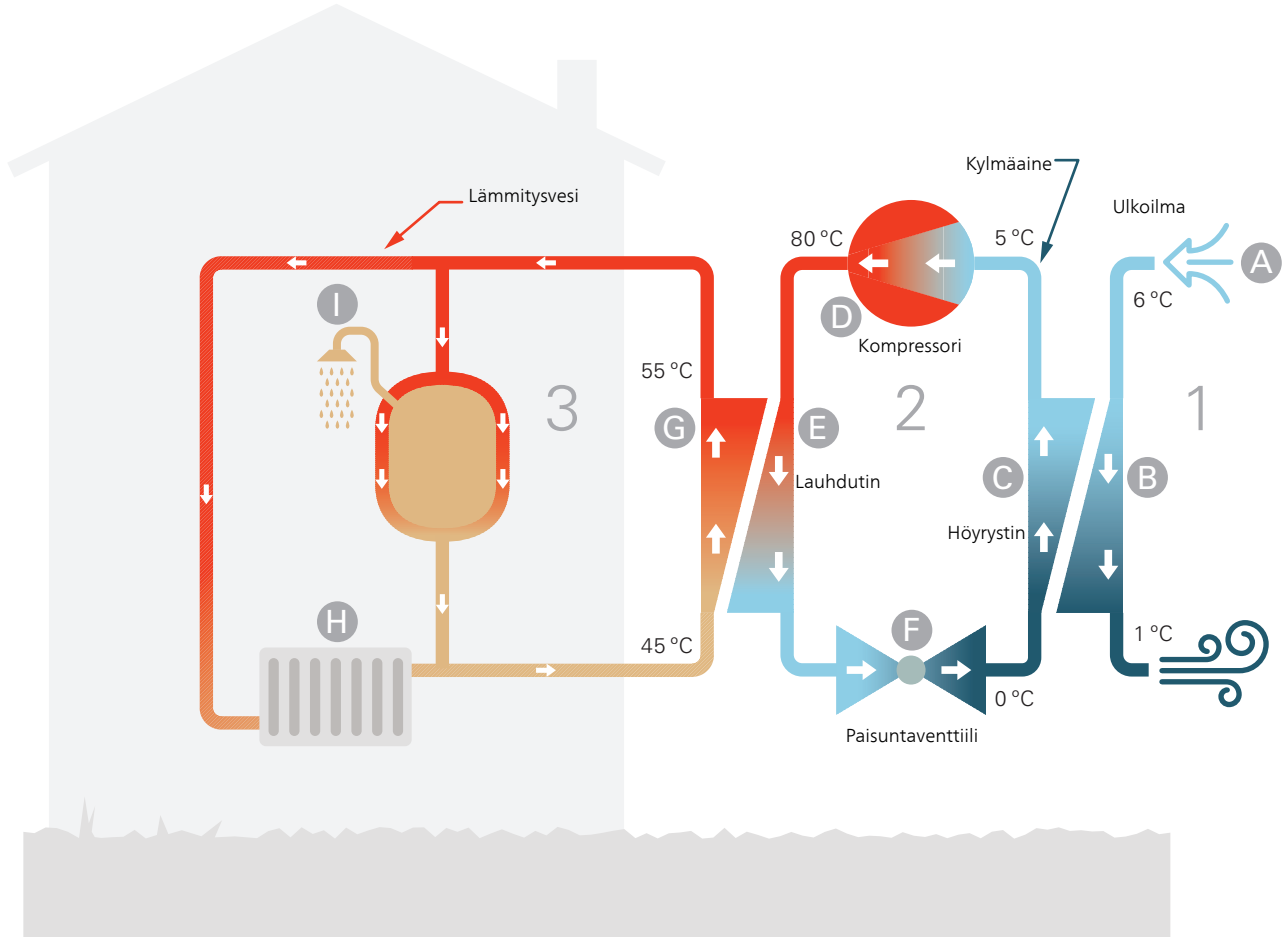 Kylmäaine
Lämmitysvesi
Ulkoilma
80 °C
5 °C
A
6 °C
I
D
Kompressori
55 °C
3
2
1
G
E
Lauhdutin
C
B
Höyrystin
H
45 °C
F
1 °C
0 °C
Paisuntaventtiili